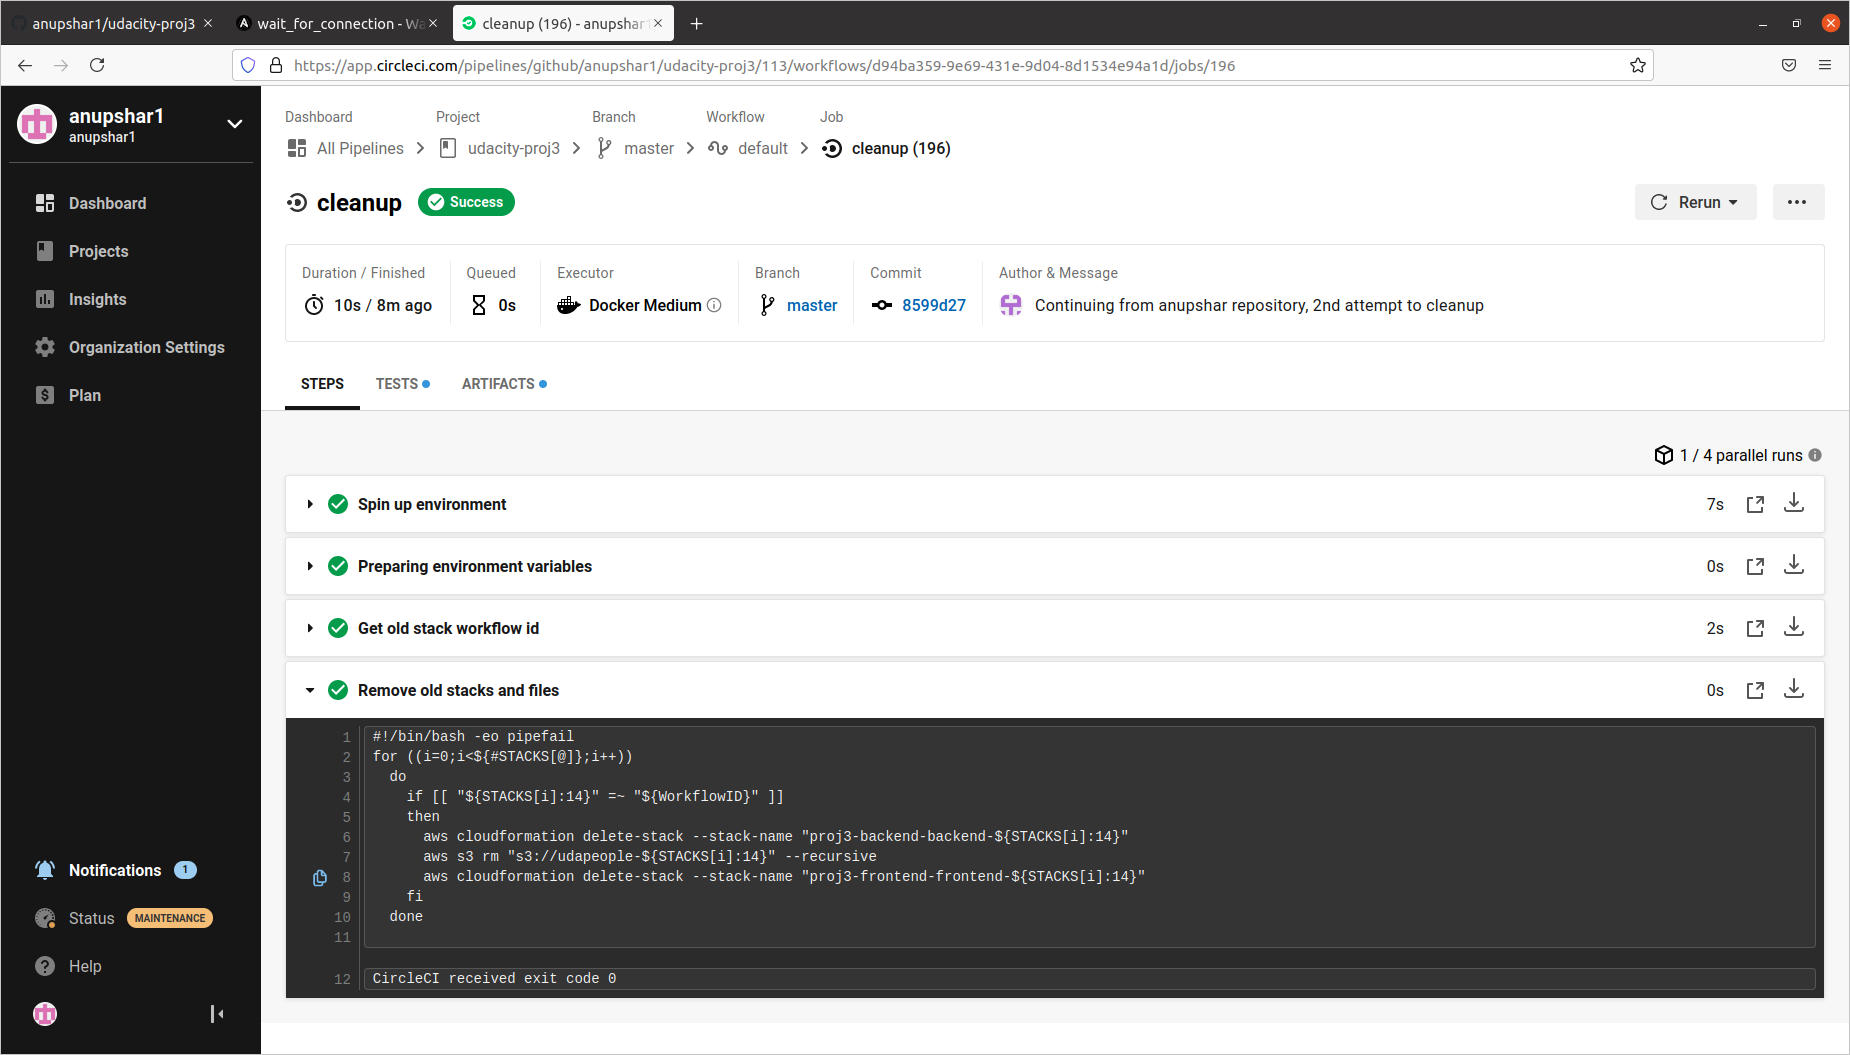 anupshar1/udacity-proj3
wait_for_connection - Wa
cleanup (196) - anupshar1
https://app.circleci.com/pipelines/github/anupshar1/udacity-proj3/113/workflows/d94ba359-9e69-431e-9d04-8d1534e94a1d/jobs/196
anupshar1
anupshar1
Dashboard
Projects
Insights
Organization Settings
Plan
Notifications 1
Status MAINTENANCE
Help
Dashboard Project Branch Workflow Job
All Pipelines udacity-proj3 master default cleanup (196)
cleanup Success Rerun
Duration / Finished Queued Executor Branch Commit Author & Message
10s / 8m ago 0s Docker Medium master 8599d27 Continuing from anupshar repository, 2nd attempt to cleanup
STEPS TESTS ARTIFACTS
1 / 4 parallel runs
Spin up environment 7s
Preparing environment variables 0s
Get old stack workflow id 2s
Remove old stacks and files 0s
1 #!/bin/bash -eo pipefail
2 for ((i=0;i<${#STACKS[@]};i++))
3 do
4 if [[ "${STACKS[i]:14}" =~ "${WorkflowID}" ]]
5 then
6 aws cloudformation delete-stack --stack-name "proj3-backend-backend-${STACKS[i]:14}"
7 aws s3 rm "s3://udapeople-${STACKS[i]:14}" --recursive
8 aws cloudformation delete-stack --stack-name "proj3-frontend-frontend-${STACKS[i]:14}"
9 fi
10 done
11
12 CircleCI received exit code 0